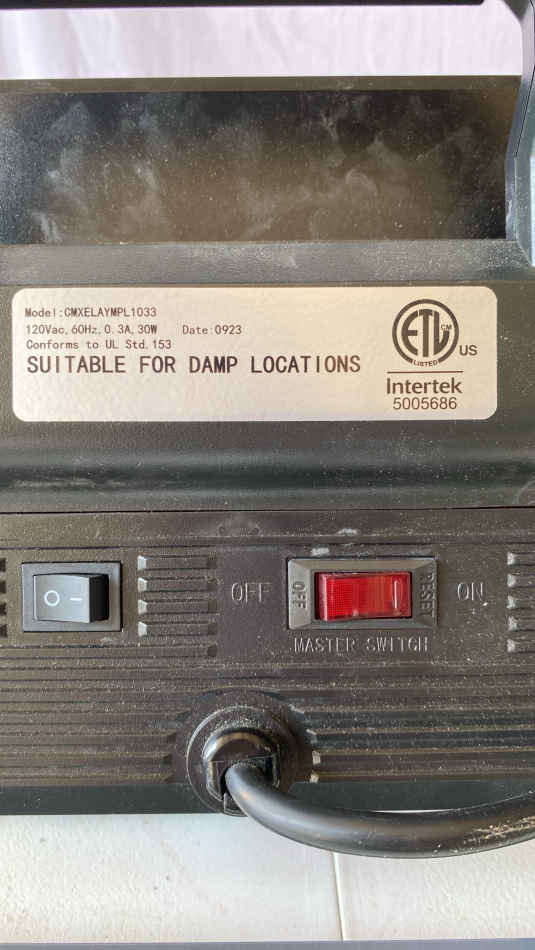 Model:CMXELAYMPL1033
120Vac, 60Hz, 0.3A, 30W Date:0923
Conforms to UL Std. 153
SUITABLE FOR DAMP LOCATIONS
ETL CM
LISTED
US
Intertek
5005686
O I
OFF OFF RESET ON
MASTER SWITCH